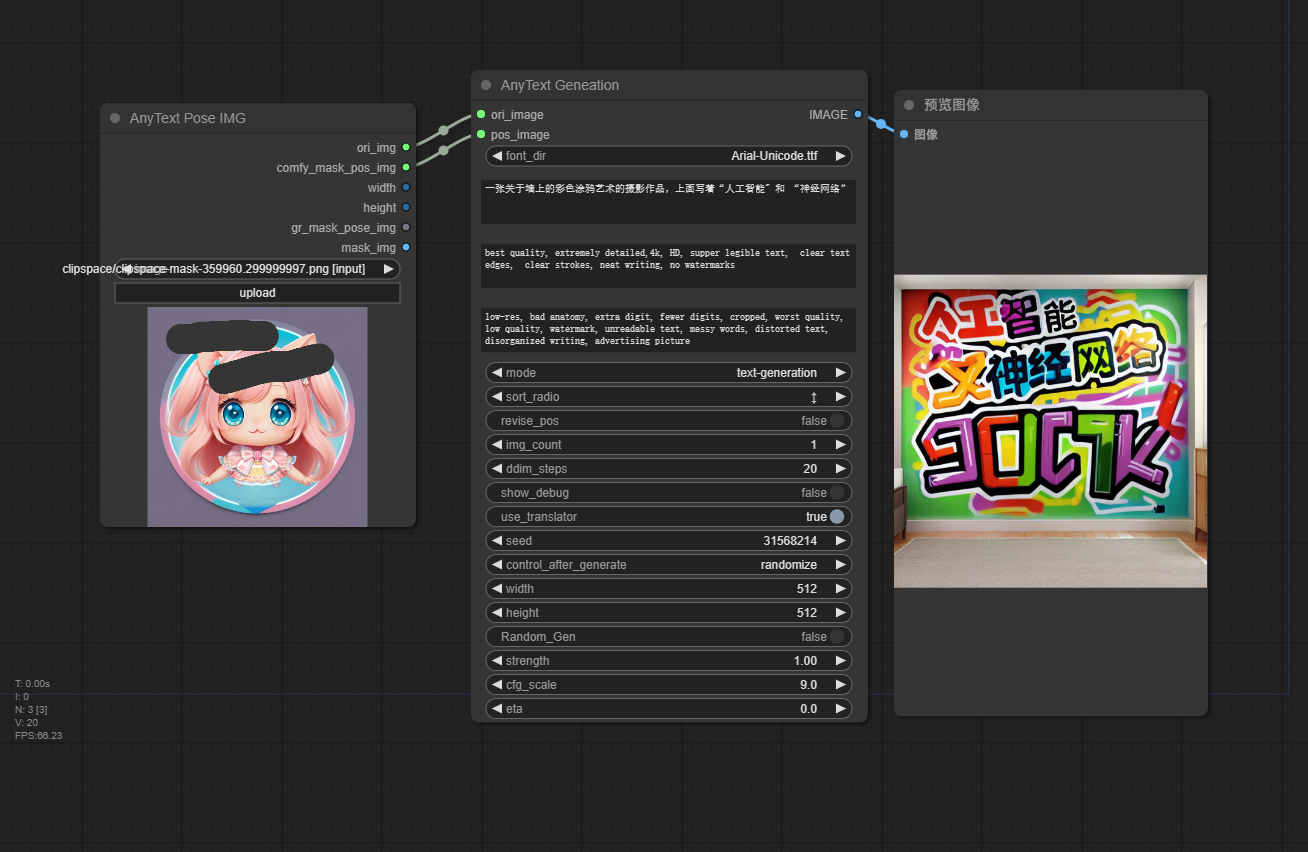 AnyText Pose IMG
ori_img
comfy_mask_pos_img
width
height
gr_mask_pose_img
mask_img
clipspace/clipspace-mask-359960.299999997.png [input]
upload
AnyText Geneation
ori_image
IMAGE
pos_image
font_dir Arial-Unicode.ttf
一张关于墙上的彩色涂鸦艺术的摄影作品，上面写着“人工智能” 和 “神经网络”
best quality, extremely detailed,4k, HD, supper legible text,  clear text
edges,  clear strokes, neat writing, no watermarks
low-res, bad anatomy, extra digit, fewer digits, cropped, worst quality,
low quality, watermark, unreadable text, messy words, distorted text,
disorganized writing, advertising picture
mode text-generation
sort_radio ↕
revise_pos false
img_count 1
ddim_steps 20
show_debug false
use_translator true
seed 31568214
control_after_generate randomize
width 512
height 512
Random_Gen false
strength 1.00
cfg_scale 9.0
eta 0.0
预览图像
图像
人工智能
神经网络
T: 0.00s
I: 0
N: 3 [3]
V: 20
FPS:66.23